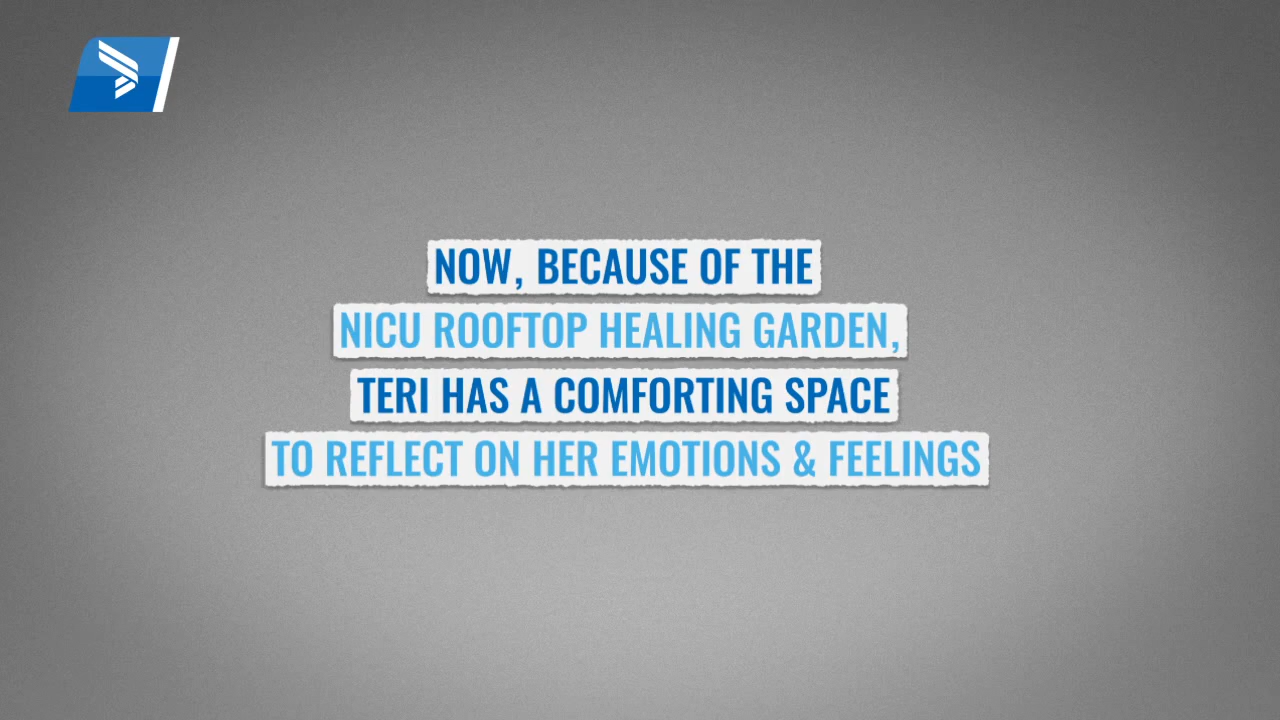 NOW, BECAUSE OF THE
NICU ROOFTOP HEALING GARDEN,
TERI HAS A COMFORTING SPACE
TO REFLECT ON HER EMOTIONS & FEELINGS